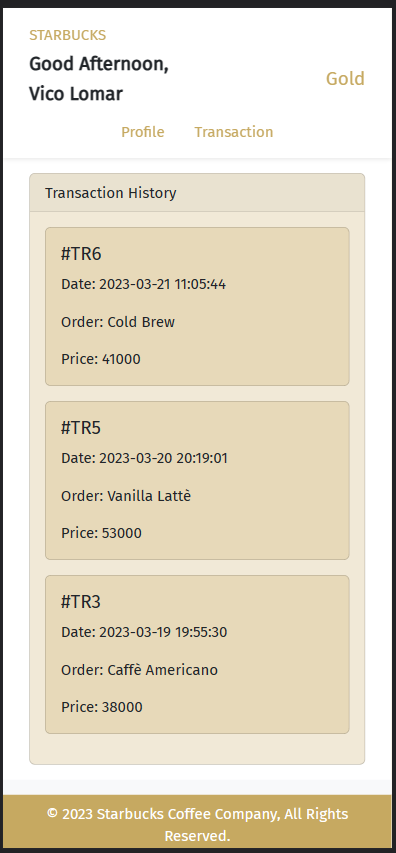 STARBUCKS
Good Afternoon,
Vico Lomar
Gold
Profile Transaction
Transaction History
#TR6
Date: 2023-03-21 11:05:44
Order: Cold Brew
Price: 41000
#TR5
Date: 2023-03-20 20:19:01
Order: Vanilla Lattè
Price: 53000
#TR3
Date: 2023-03-19 19:55:30
Order: Caffè Americano
Price: 38000
© 2023 Starbucks Coffee Company, All Rights
Reserved.